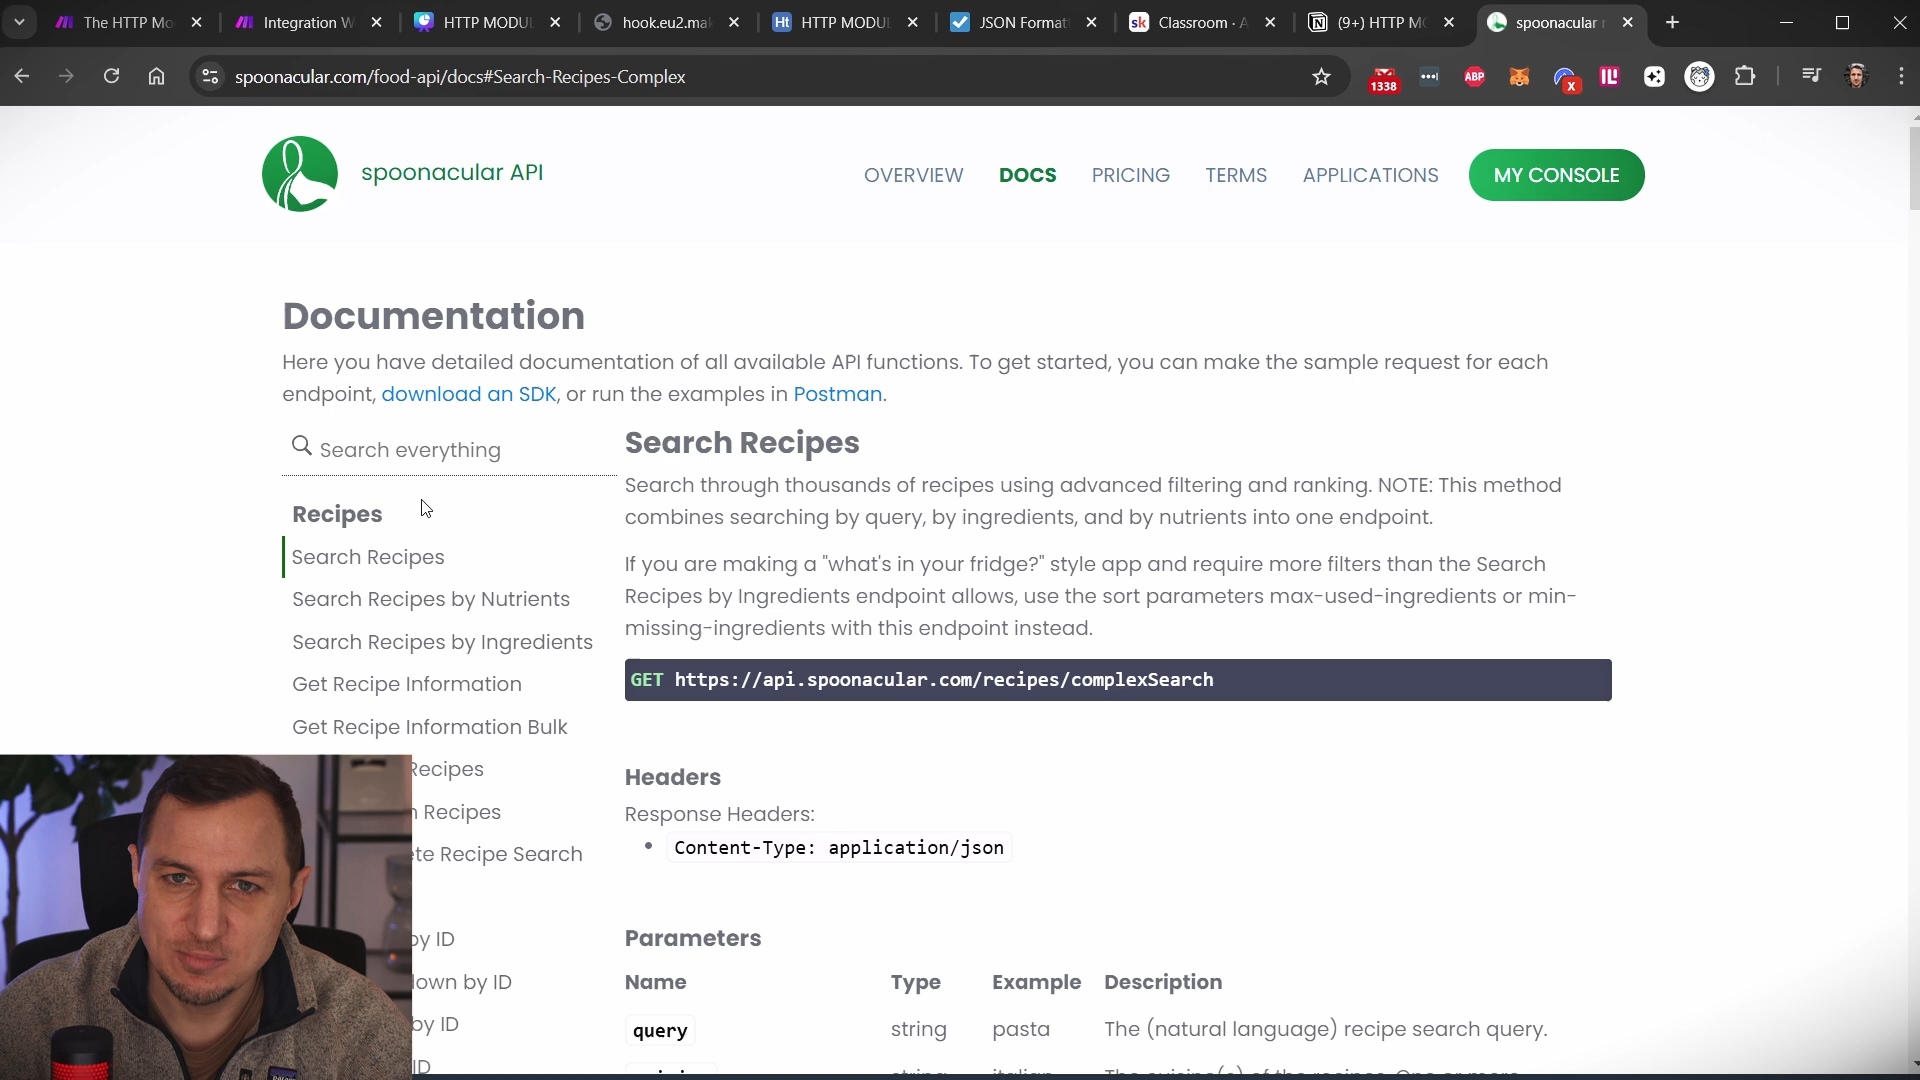 The HTTP Mo
Integration W
HTTP MODUL
hook.eu2.mak
HTTP MODUL
JSON Formatt
Classroom · A
(9+) HTTP MO
spoonacular r
spoonacular.com/food-api/docs#Search-Recipes-Complex
1338
ABP
spoonacular API
OVERVIEW
DOCS
PRICING
TERMS
APPLICATIONS
MY CONSOLE
Documentation
Here you have detailed documentation of all available API functions. To get started, you can make the sample request for each
endpoint, download an SDK, or run the examples in Postman.
Search everything
Recipes
Search Recipes
Search Recipes by Nutrients
Search Recipes by Ingredients
Get Recipe Information
Get Recipe Information Bulk
Recipes
Recipes
te Recipe Search
by ID
down by ID
by ID
ID
Search Recipes
Search through thousands of recipes using advanced filtering and ranking. NOTE: This method
combines searching by query, by ingredients, and by nutrients into one endpoint.
If you are making a "what's in your fridge?" style app and require more filters than the Search
Recipes by Ingredients endpoint allows, use the sort parameters max-used-ingredients or min-
missing-ingredients with this endpoint instead.
GET https://api.spoonacular.com/recipes/complexSearch
Headers
Response Headers:
Content-Type: application/json
Parameters
Name Type Example Description
query string pasta The (natural language) recipe search query.